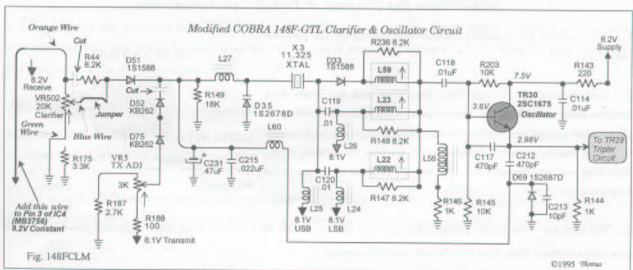 Modified COBRA 148F-GTL Clarifier & Oscillator Circuit
Orange Wire
Cut
R44
8.2K
D51
1S1588
L27
X3
11.325
XTAL
R236 8.2K
D33
1S1588
L59
C118
.01uF
R203
10K
7.5V
8.2V
Supply
R143
220
8.2V
Receive
VR502
20K
Clarifier
Cut
D52
KB262
Jumper
R149
18K
D35
1S2678D
C119
.01
L23
TR30
2SC1675
Oscillator
C114
.01uF
3.6V
Green
Wire
Blue Wire
D75
KB262
L60
L26
8.1V
R148 8.2K
L56
2.98V
To TR29
Tripler
Circuit
R175
3.3K
VR5
TX ADJ
3K
C231
.47uF
C215
.022uF
C120
.01
L22
C117
470pF
C212
470pF
D69 1S2687D
Add this wire
to Pin 3 of IC4
(MB3756)
8.2V Constant
R187
2.7K
R188
100
8.1V Transmit
L25
L24
R147 8.2K
8.1V
USB
8.1V
LSB
R146
1K
R145
10K
C213
10pF
R144
1K
Fig. 148FCLM
©1995 Thomas